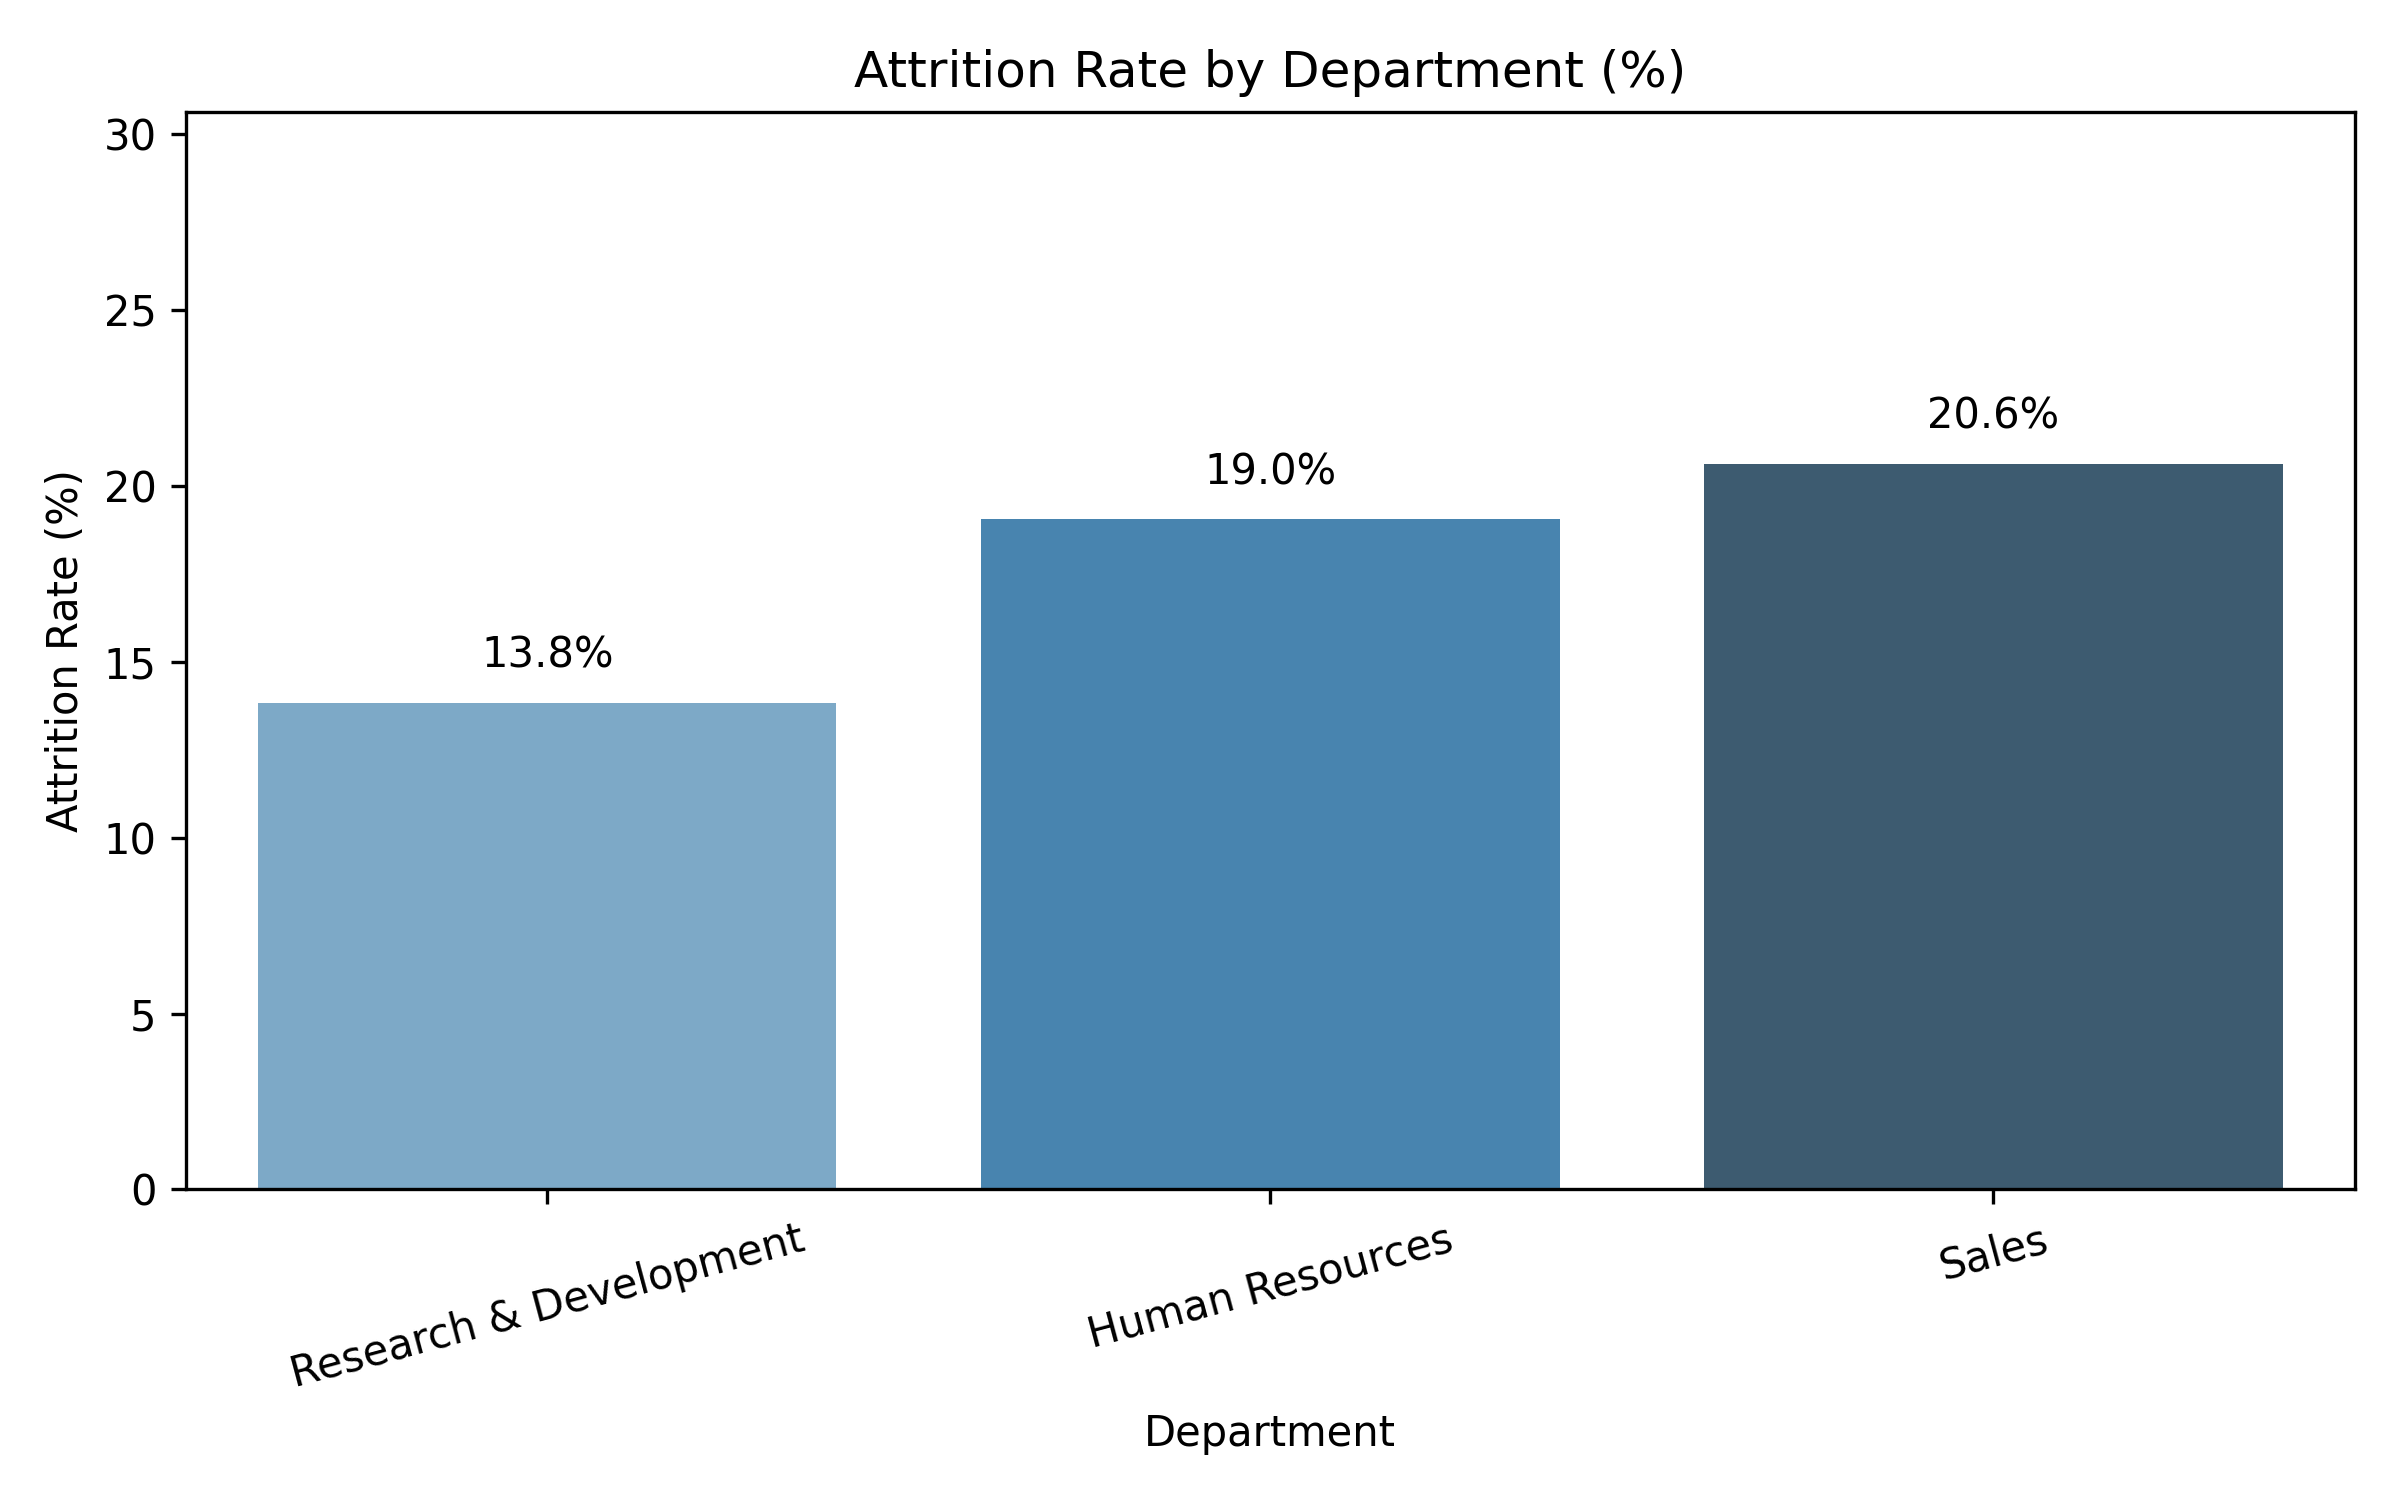 Attrition Rate by Department (%)
30
25
20
15
10
5
0
Attrition Rate (%)
13.8%
19.0%
20.6%
Research & Development
Human Resources
Sales
Department